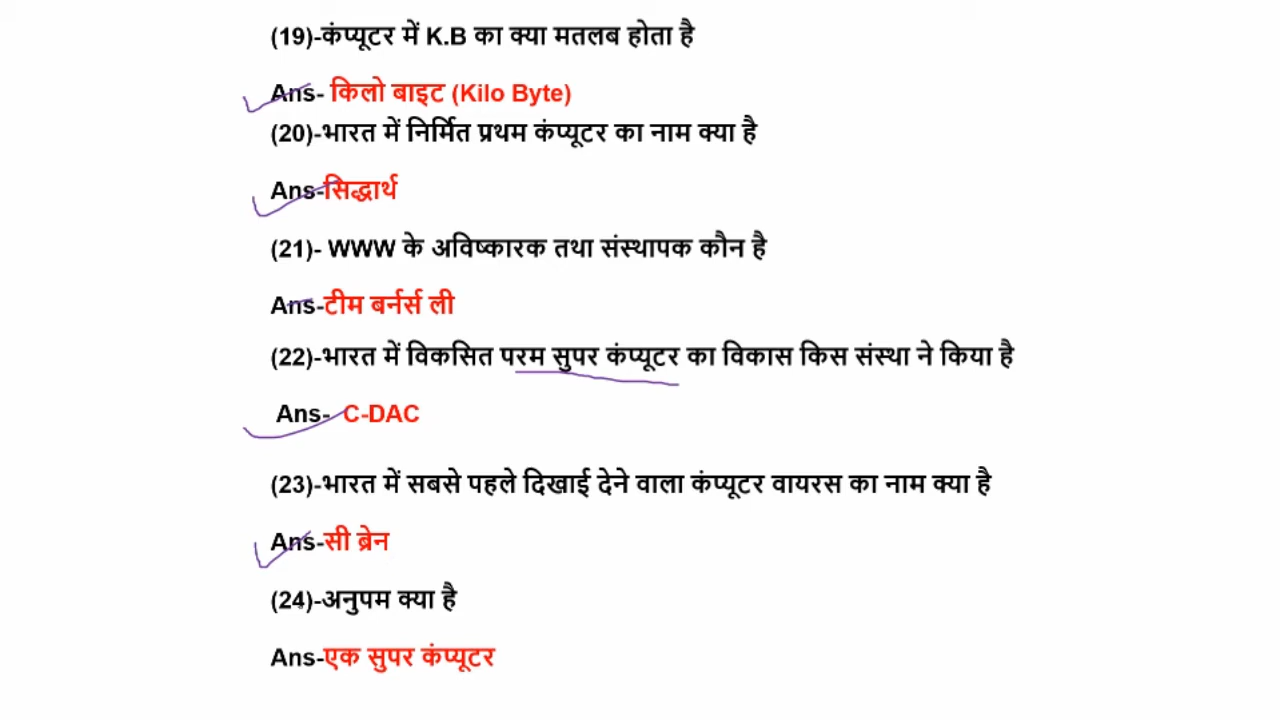 (19)-कंप्यूटर में K.B का क्या मतलब होता है
Ans- किलो बाइट (Kilo Byte)
(20)-भारत में निर्मित प्रथम कंप्यूटर का नाम क्या है
Ans-सिद्धार्थ
(21)- WWW के अविष्कारक तथा संस्थापक कौन है
Ans-टीम बर्नर्स ली
(22)-भारत में विकसित परम सुपर कंप्यूटर का विकास किस संस्था ने किया है
Ans- C-DAC
(23)-भारत में सबसे पहले दिखाई देने वाला कंप्यूटर वायरस का नाम क्या है
Ans-सी ब्रेन
(24)-अनुपम क्या है
Ans-एक सुपर कंप्यूटर